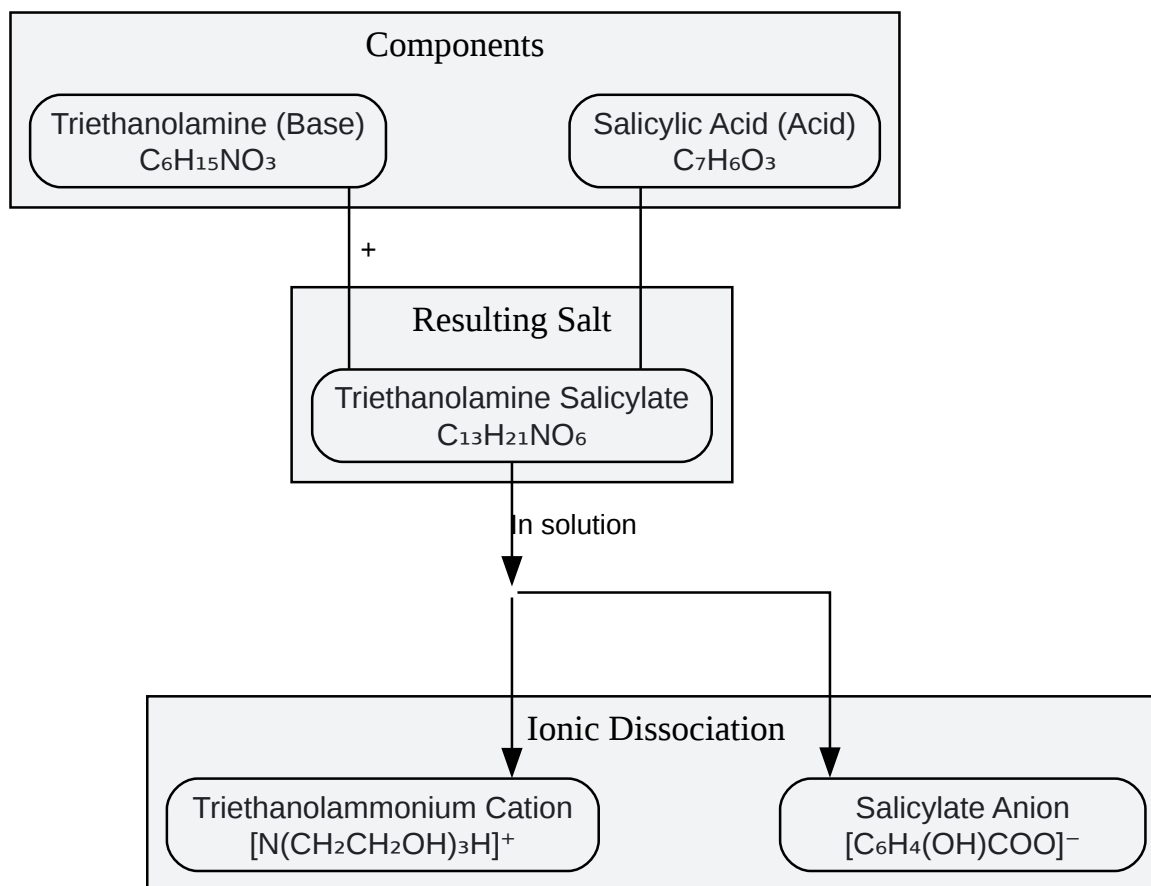 Components
Triethanolamine (Base)
C₆H₁₅NO₃
Salicylic Acid (Acid)
C₇H₆O₃
+
Resulting Salt
Triethanolamine Salicylate
C₁₃H₂₁NO₆
In solution
Ionic Dissociation
Triethanolammonium Cation
[N(CH₂CH₂OH)₃H]⁺
Salicylate Anion
[C₆H₄(OH)COO]⁻